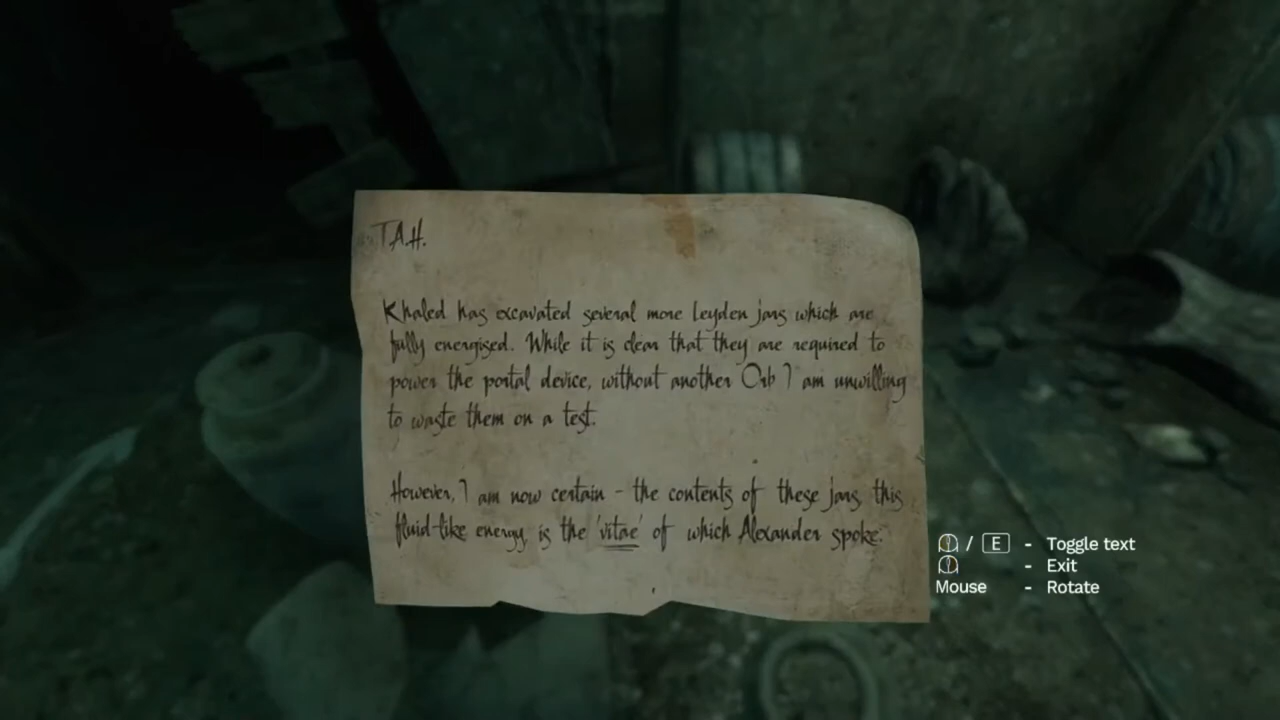 T.A.H.
Khaled has excavated several more Leyden jars which are
fully energised. While it is clear that they are required to
power the portal device, without another Orb I am unwilling
to waste them on a test.
However, I am now certain - the contents of these jars, this
fluid-like energy, is the 'vitae' of which Alexander spoke.
/ E - Toggle text
- Exit
Mouse - Rotate